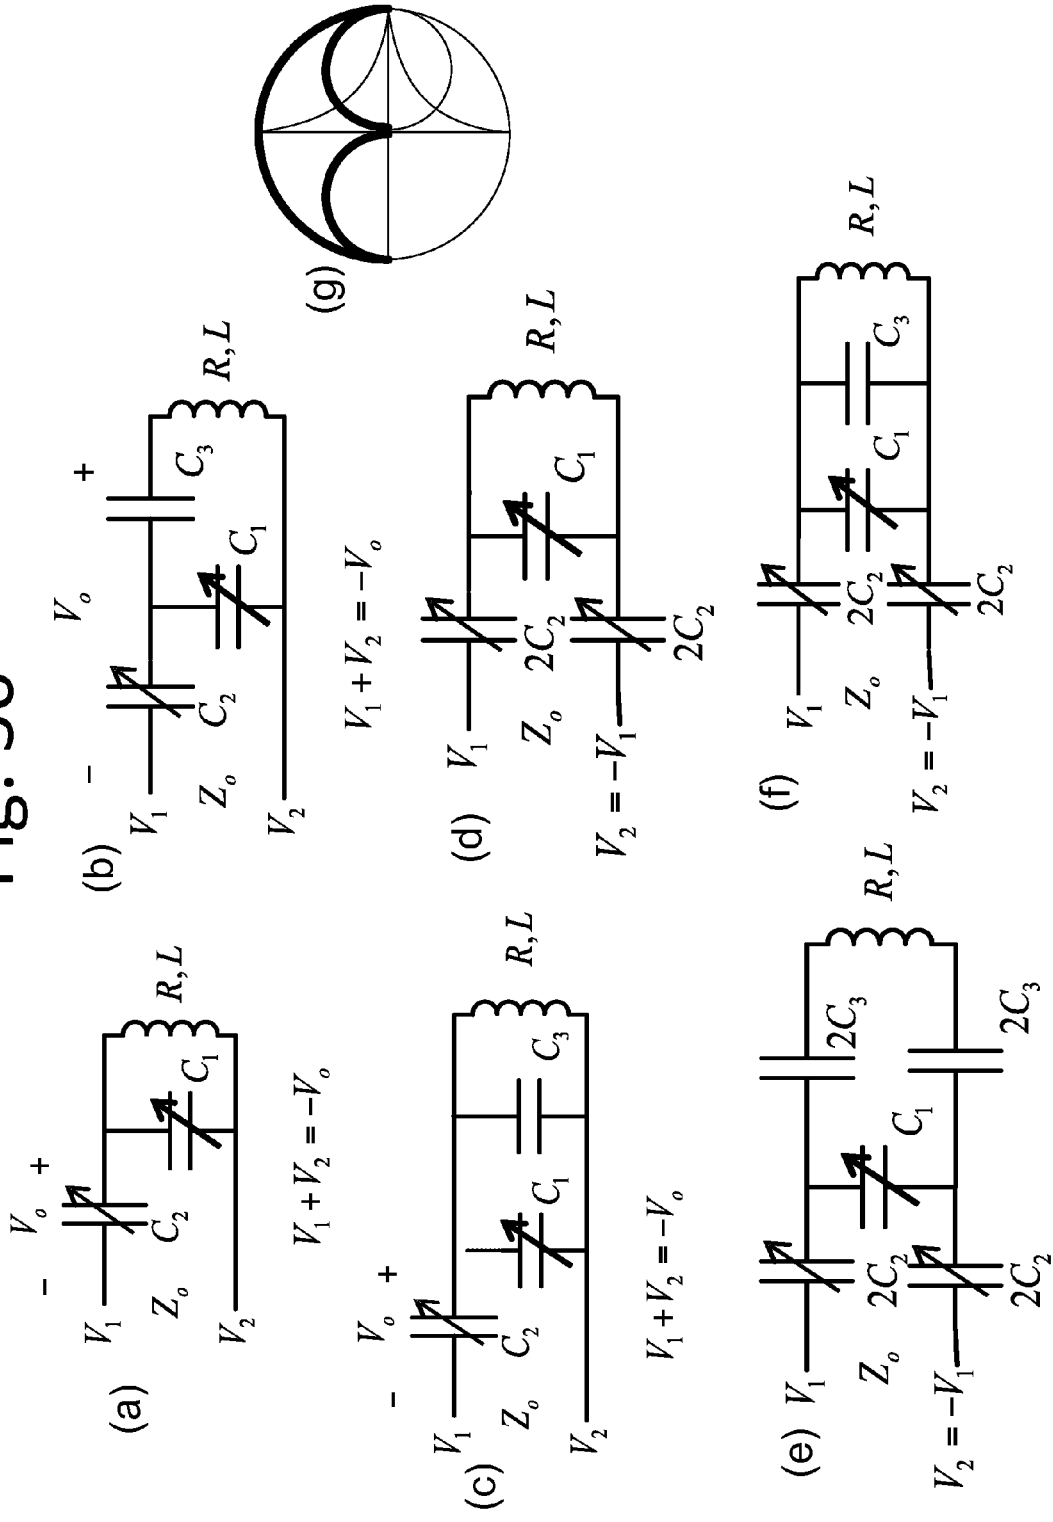 Fig.
(a)
− V_o +
V_1
C_2
C_1
R,L
Z_o
V_2
V_1 + V_2 = −V_o
(b)
− V_o +
V_1
C_2
C_3
C_1
R,L
Z_o
V_2
V_1 + V_2 = −V_o
(g)
(c)
− V_o +
V_1
C_2
C_1
C_3
R,L
Z_o
V_2
V_1 + V_2 = −V_o
(d)
V_1
2C_2
C_1
R,L
Z_o
2C_2
V_2 = −V_1
(e)
V_1
2C_2
2C_3
C_1
R,L
Z_o
2C_2
2C_3
V_2 = −V_1
(f)
V_1
2C_2
C_1
C_3
R,L
Z_o
2C_2
V_2 = −V_1